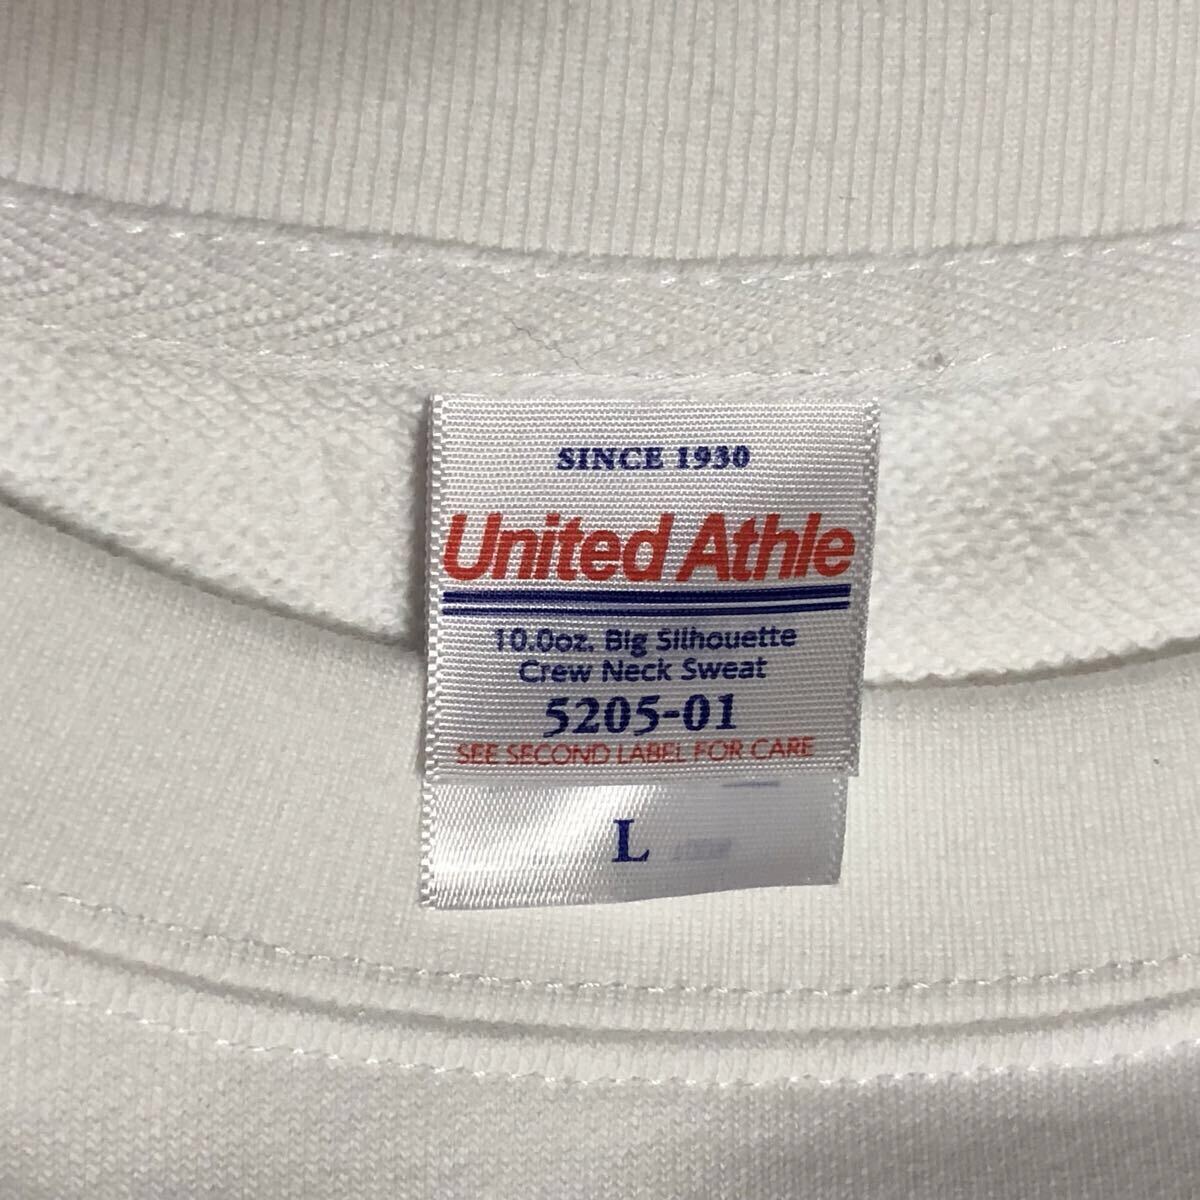 SINCE 1930
United Athle
10.0oz. Big Silhouette
Crew Neck Sweat
5205-01
SEE SECOND LABEL FOR CARE
L